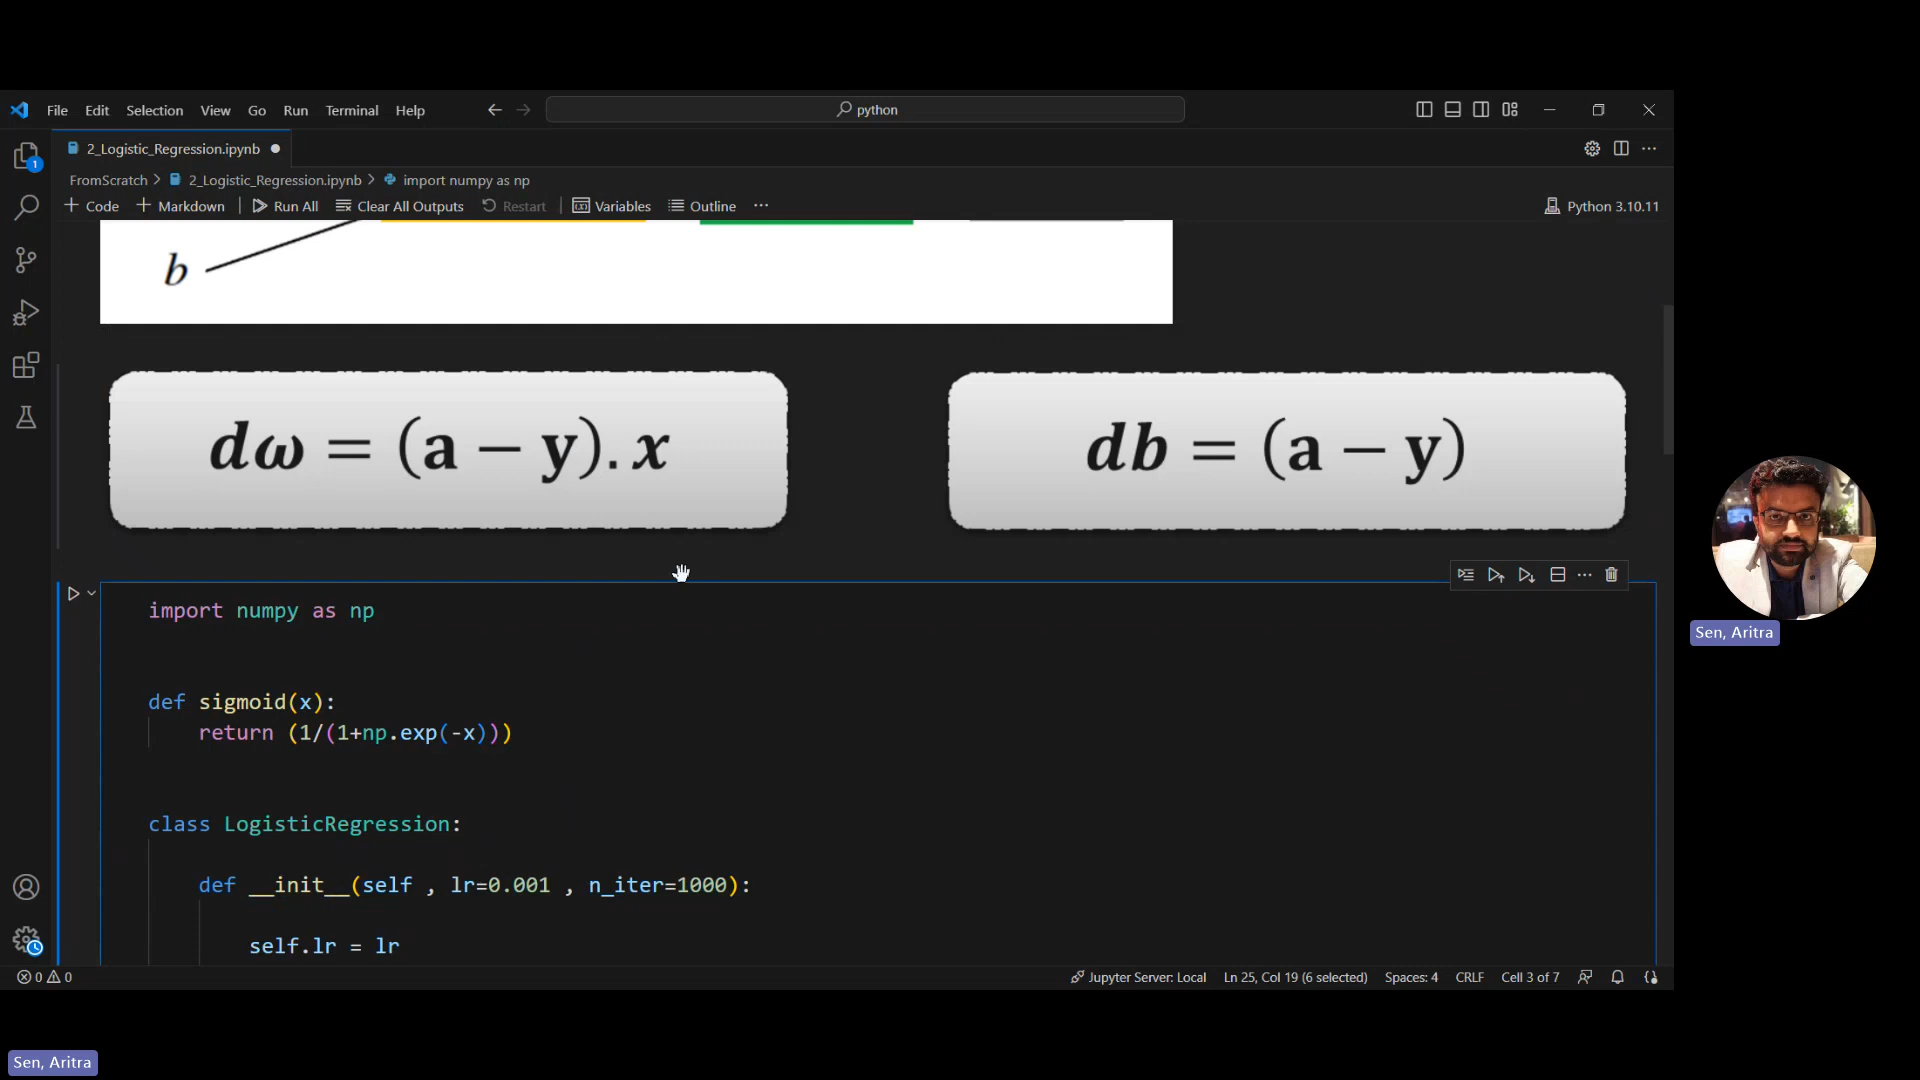 File Edit Selection View Go Run Terminal Help python
2_Logistic_Regression.ipynb
FromScratch > 2_Logistic_Regression.ipynb > import numpy as np
+ Code + Markdown Run All Clear All Outputs Restart Variables Outline ... Python 3.10.11
b
dω = (a − y). x
db = (a − y)
import numpy as np
def sigmoid(x):
return (1/(1+np.exp(-x)))
class LogisticRegression:
def __init__(self , lr=0.001 , n_iter=1000):
self.lr = lr
0 0 Jupyter Server: Local Ln 25, Col 19 (6 selected) Spaces: 4 CRLF Cell 3 of 7
1
Sen, Aritra
Sen, Aritra